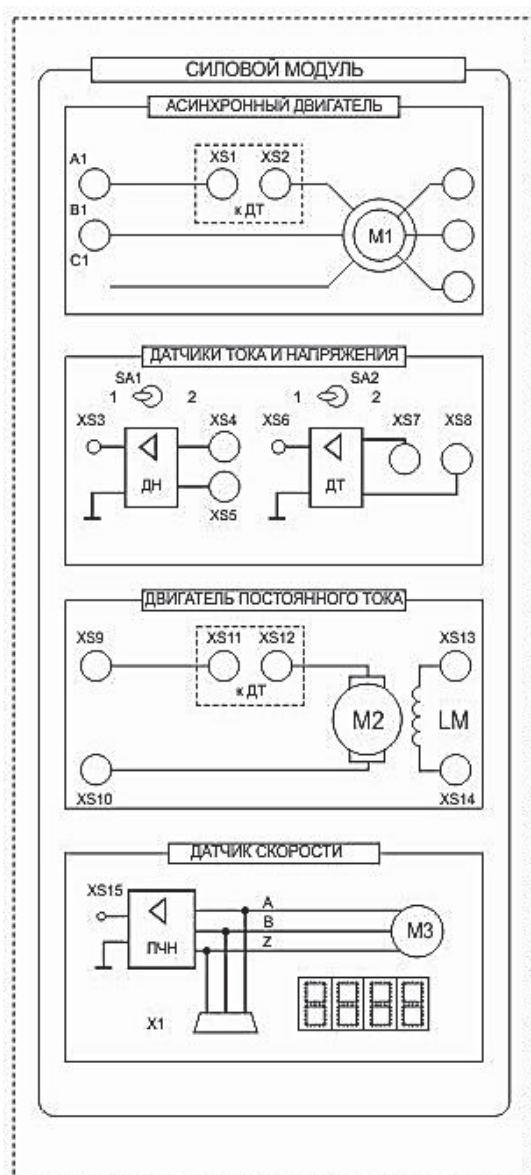 СИЛОВОЙ МОДУЛЬ
АСИНХРОННЫЙ ДВИГАТЕЛЬ
A1
XS1 XS2
к ДТ
B1
M1
C1
ДАТЧИКИ ТОКА И НАПРЯЖЕНИЯ
SA1 SA2
1 2 1 2
XS3 XS4 XS6 XS7 XS8
ДН ДТ
XS5
ДВИГАТЕЛЬ ПОСТОЯННОГО ТОКА
XS9 XS11 XS12 XS13
к ДТ
M2 LM
XS10 XS14
ДАТЧИК СКОРОСТИ
XS15
A
B
M3
ПЧН Z
X1
8888